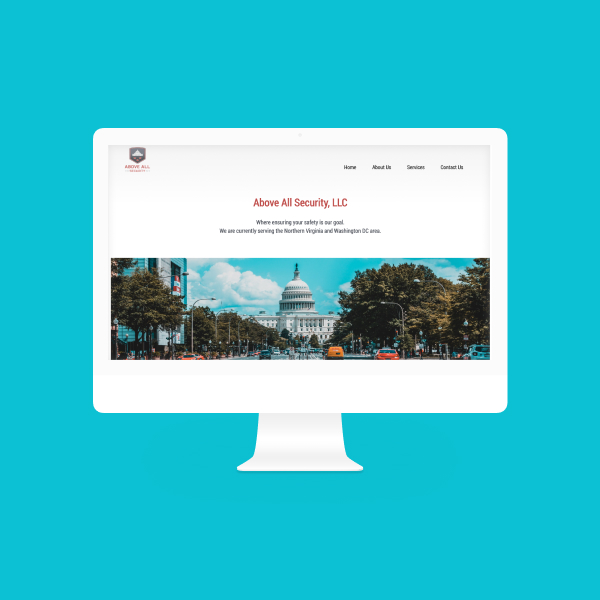 ABOVE ALL
SECURITY
Home About Us Services Contact Us
Above All Security, LLC
Where ensuring your safety is our goal.
We are currently serving the Northern Virginia and Washington DC area.